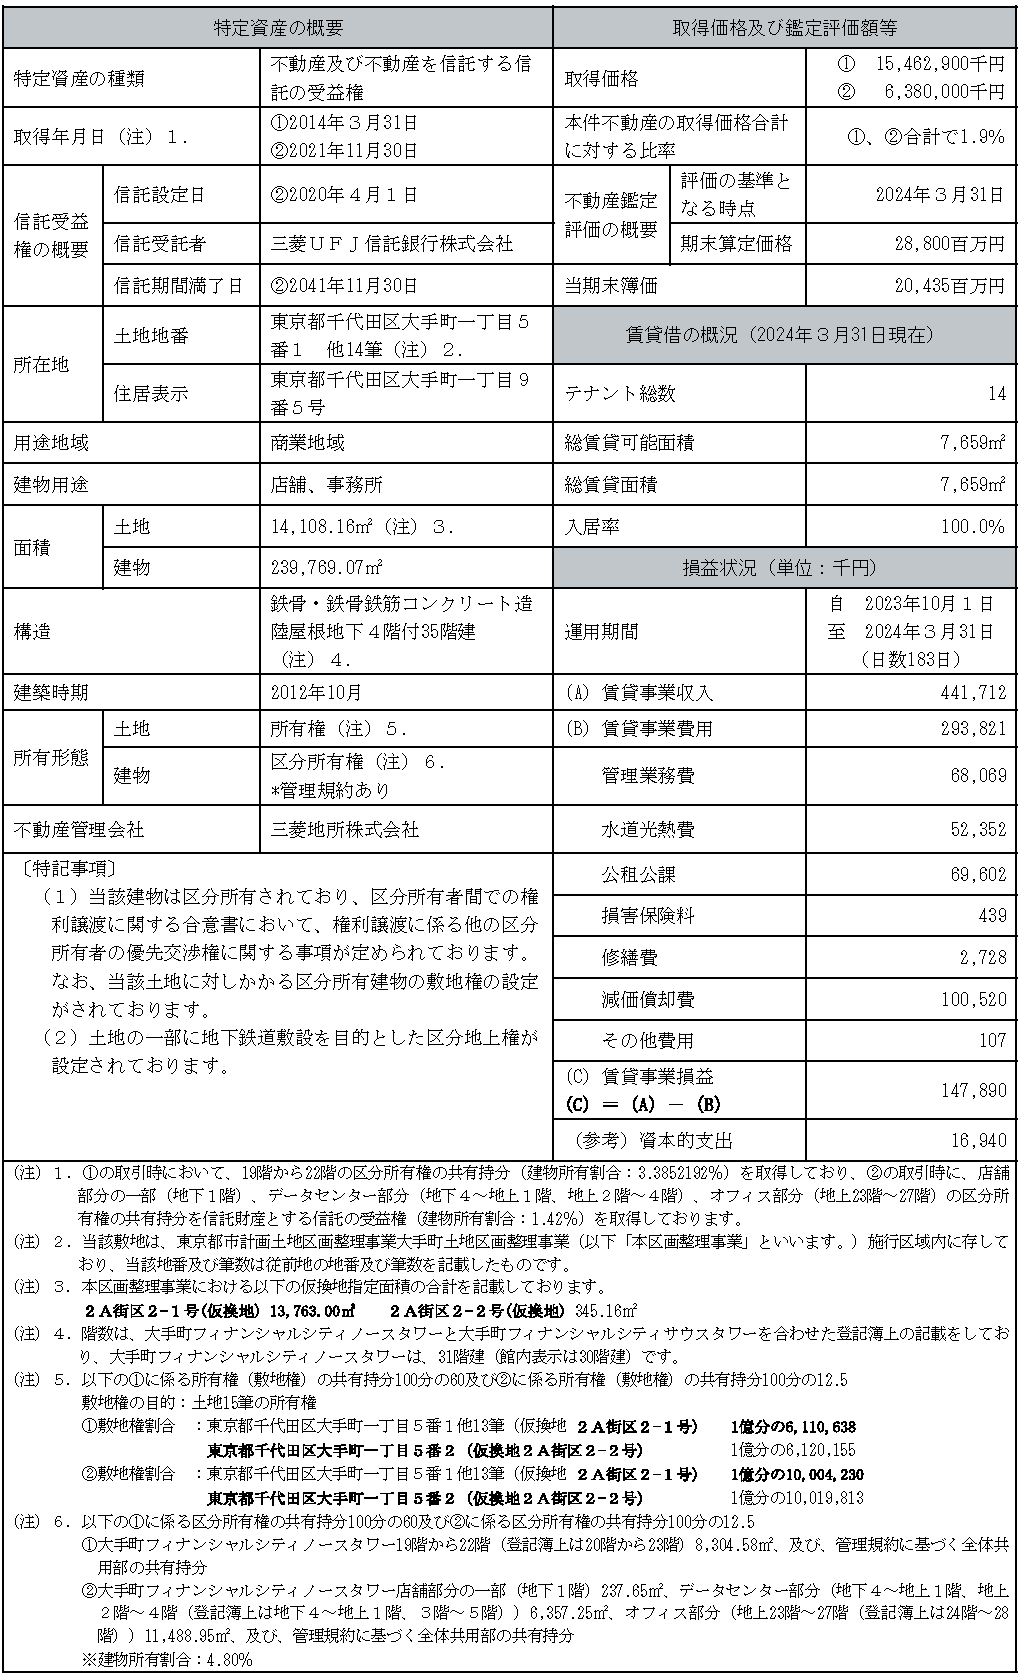 特定資産の概要
取得価格及び鑑定評価額等
特定資産の種類
不動産及び不動産を信託する信
託の受益権
取得価格
① 15,462,900千円
② 6,380,000千円
取得年月日（注）１．
①2014年３月31日
②2021年11月30日
本件不動産の取得価格合計
に対する比率
①、②合計で1.9%
信託受益
権の概要
信託設定日
②2020年４月１日
不動産鑑定
評価の概要
評価の基準と
なる時点
2024年３月31日
信託受託者
三菱ＵＦＪ信託銀行株式会社
期末算定価格
28,800百万円
信託期間満了日
②2041年11月30日
当期末簿価
20,435百万円
所在地
土地地番
東京都千代田区大手町一丁目５
番１　他14筆（注）２．
賃貸借の概況（2024年３月31日現在）
住居表示
東京都千代田区大手町一丁目９
番５号
テナント総数
14
用途地域
商業地域
総賃貸可能面積
7,659㎡
建物用途
店舗、事務所
総賃貸面積
7,659㎡
面積
土地
14,108.16㎡（注）３．
入居率
100.0%
建物
239,769.07㎡
損益状況（単位：千円）
構造
鉄骨・鉄骨鉄筋コンクリート造
陸屋根地下４階付35階建
（注）４．
運用期間
自　2023年10月１日
至　2024年３月31日
（日数183日）
建築時期
2012年10月
(A) 賃貸事業収入
441,712
所有形態
土地
所有権（注）５．
(B) 賃貸事業費用
293,821
建物
区分所有権（注）６．
*管理規約あり
管理業務費
68,069
不動産管理会社
三菱地所株式会社
水道光熱費
52,352
〔特記事項〕
（１）当該建物は区分所有されており、区分所有者間での権
利譲渡に関する合意書において、権利譲渡に係る他の区分
所有者の優先交渉権に関する事項が定められております。
なお、当該土地に対しかかる区分所有建物の敷地権の設定
がされております。
（２）土地の一部に地下鉄道敷設を目的とした区分地上権が
設定されております。
公租公課
69,602
損害保険料
439
修繕費
2,728
減価償却費
100,520
その他費用
107
(C) 賃貸事業損益
(C) ＝ (A) － (B)
147,890
（参考）資本的支出
16,940
（注）１．①の取引時において、19階から22階の区分所有権の共有持分（建物所有割合：3.3852192%）を取得しており、②の取引時に、店舗
部分の一部（地下１階）、データセンター部分（地下４～地上１階、地上２階～４階）、オフィス部分（地上23階～27階）の区分所
有権の共有持分を信託財産とする信託の受益権（建物所有割合：1.42%）を取得しております。
（注）２．当該敷地は、東京都市計画土地区画整理事業大手町土地区画整理事業（以下「本区画整理事業」といいます。）施行区域内に存して
おり、当該地番及び筆数は従前地の地番及び筆数を記載したものです。
（注）３．本区画整理事業における以下の仮換地指定面積の合計を記載しております。
２Ａ街区２−１号(仮換地) 13,763.00㎡　２Ａ街区２−２号(仮換地) 345.16㎡
（注）４．階数は、大手町フィナンシャルシティノースタワーと大手町フィナンシャルシティサウスタワーを合わせた登記簿上の記載をしてお
り、大手町フィナンシャルシティノースタワーは、31階建（館内表示は30階建）です。
（注）５．以下の①に係る所有権（敷地権）の共有持分100分の60及び②に係る所有権（敷地権）の共有持分100分の12.5
敷地権の目的：土地15筆の所有権
①敷地権割合　：東京都千代田区大手町一丁目５番１他13筆（仮換地 ２Ａ街区２−１号)　1億分の6,110,638
東京都千代田区大手町一丁目５番２（仮換地２Ａ街区２−２号)　1億分の6,120,155
②敷地権割合　：東京都千代田区大手町一丁目５番１他13筆（仮換地 ２Ａ街区２−１号)　1億分の10,004,230
東京都千代田区大手町一丁目５番２（仮換地２Ａ街区２−２号)　1億分の10,019,813
（注）６．以下の①に係る区分所有権の共有持分100分の60及び②に係る区分所有権の共有持分100分の12.5
①大手町フィナンシャルシティノースタワー19階から22階（登記簿上は20階から23階）8,304.58㎡、及び、管理規約に基づく全体共
用部の共有持分
②大手町フィナンシャルシティノースタワー店舗部分の一部（地下１階）237.65㎡、データセンター部分（地下４～地上１階、地上
２階～４階（登記簿上は地下４～地上１階、３階～５階））6,357.25㎡、オフィス部分（地上23階～27階（登記簿上は24階～28
階））11,488.95㎡、及び、管理規約に基づく全体共用部の共有持分
※建物所有割合：4.80%